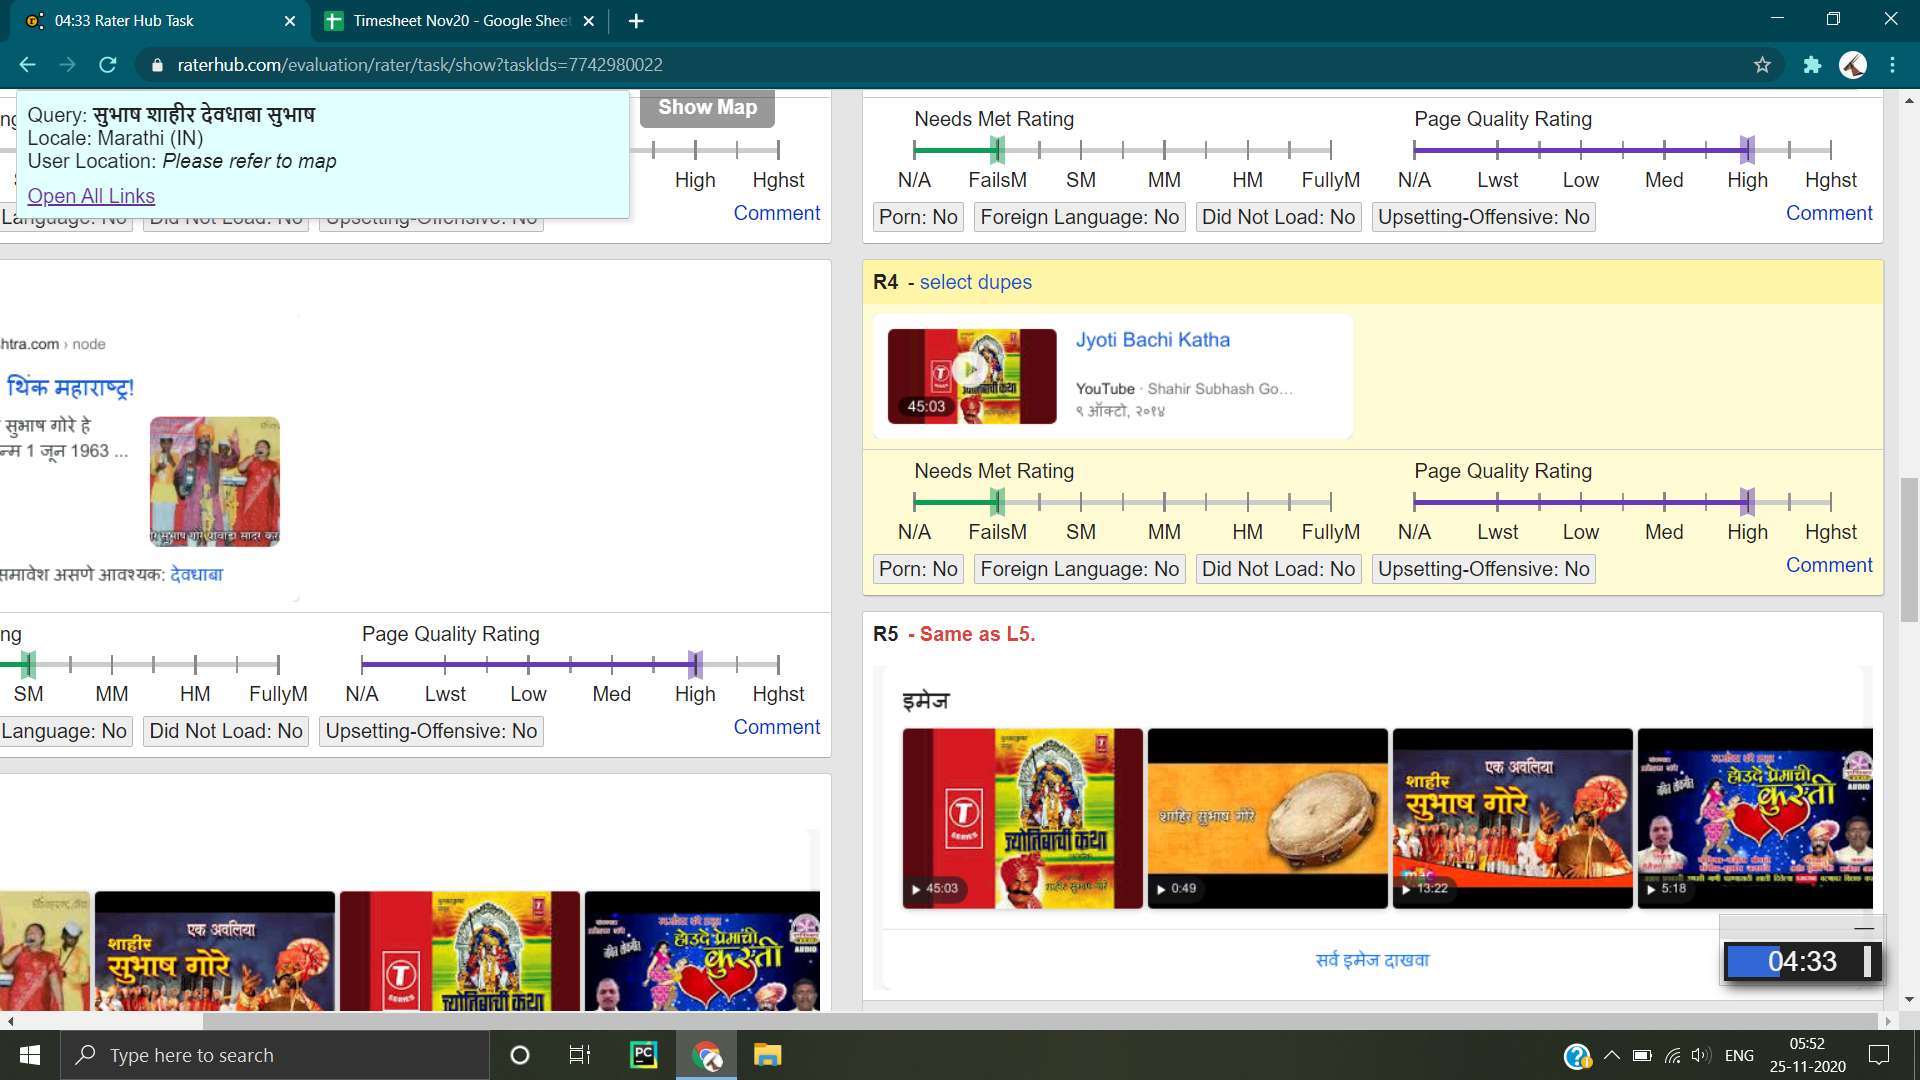 04:33 Rater Hub Task
Timesheet Nov20 - Google Sheet
raterhub.com/evaluation/rater/task/show?taskIds=7742980022
Query: सुभाष शाहीर देवधाबा सुभाष
Locale: Marathi (IN)
User Location: Please refer to map
Open All Links
Show Map
High Hghst
Language: No Did Not Load: No Upsetting-Offensive: No
Comment
Needs Met Rating Page Quality Rating
N/A FailsM SM MM HM FullyM N/A Lwst Low Med High Hghst
Porn: No Foreign Language: No Did Not Load: No Upsetting-Offensive: No
Comment
htra.com › node
थिंक महाराष्ट्र!
सुभाष गोरे हे
न्म 1 जून 1963 ...
समावेश असणे आवश्यक: देवधाबा
ng Page Quality Rating
SM MM HM FullyM N/A Lwst Low Med High Hghst
Language: No Did Not Load: No Upsetting-Offensive: No
Comment
एक अवलिया
शाहीर
सुभाष गोरे
T
ज्योतिबाची कथा
होउदे प्रेमाची
कुस्ती
AUDIO
R4 - select dupes
45:03
Jyoti Bachi Katha
YouTube · Shahir Subhash Go...
९ ऑक्टो, २०१४
Needs Met Rating Page Quality Rating
N/A FailsM SM MM HM FullyM N/A Lwst Low Med High Hghst
Porn: No Foreign Language: No Did Not Load: No Upsetting-Offensive: No
Comment
R5 - Same as L5.
इमेज
T
SERIES
ज्योतिबाची कथा
शाहीर सुभाष गोरे
45:03
शाहिर सुभाष गोरे
0:49
एक अवलिया
शाहीर
सुभाष गोरे
13:22
होउदे प्रेमाची
कुस्ती
AUDIO
5:18
सर्व इमेज दाखवा
04:33
Type here to search
PC
ENG
05:52
25-11-2020